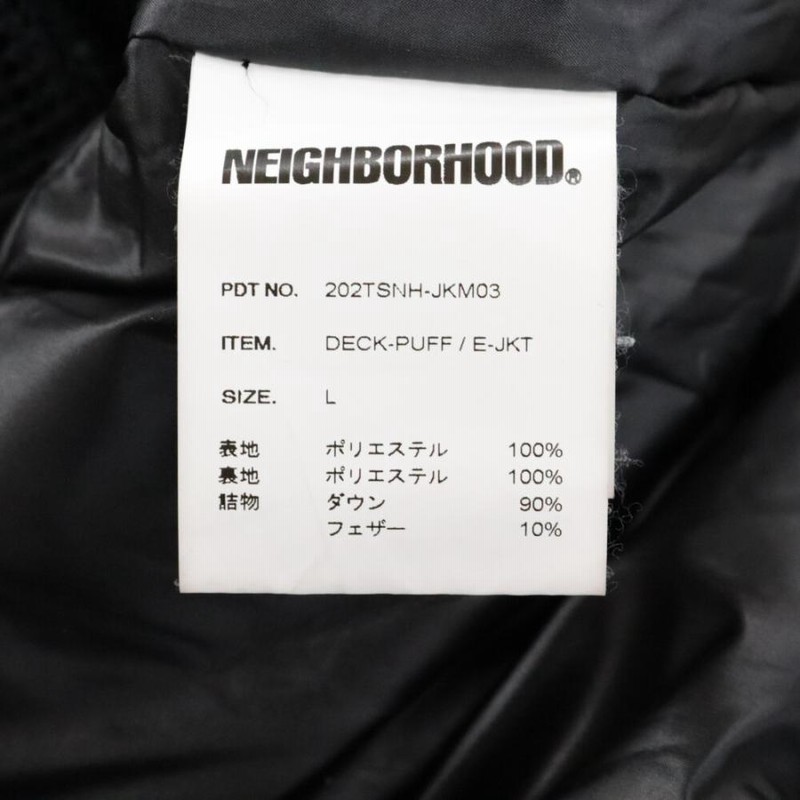 NEIGHBORHOOD®
PDT NO. 202TSNH-JKM03
ITEM. DECK-PUFF / E-JKT
SIZE. L
表地 ポリエステル 100%
裏地 ポリエステル 100%
詰物 ダウン 90%
フェザー 10%